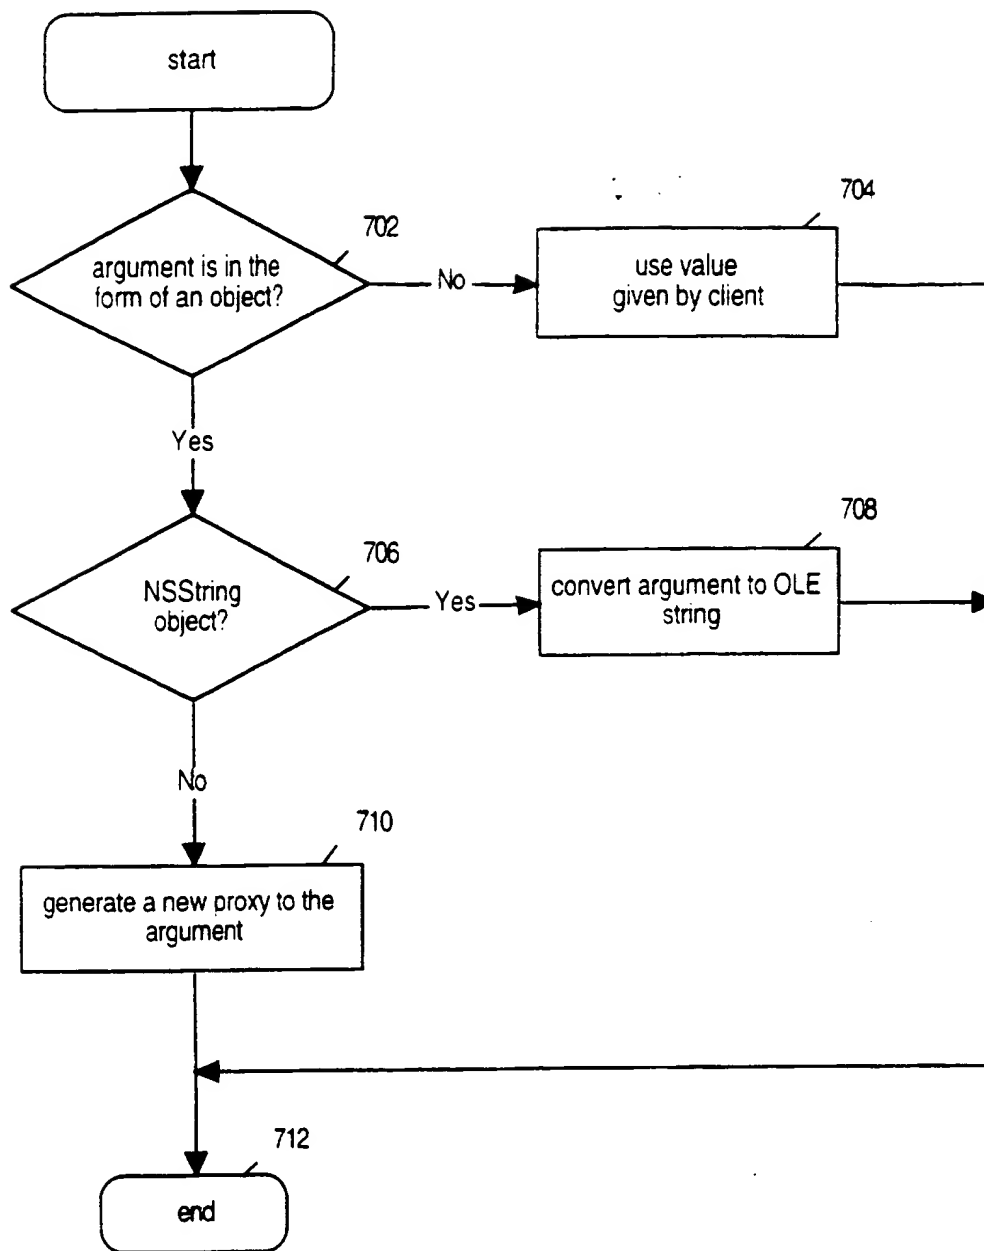 start
702
argument is in the
form of an object?
No
704
use value
given by client
Yes
706
NSString
object?
Yes
708
convert argument to OLE
string
No
710
generate a new proxy to the
argument
712
end